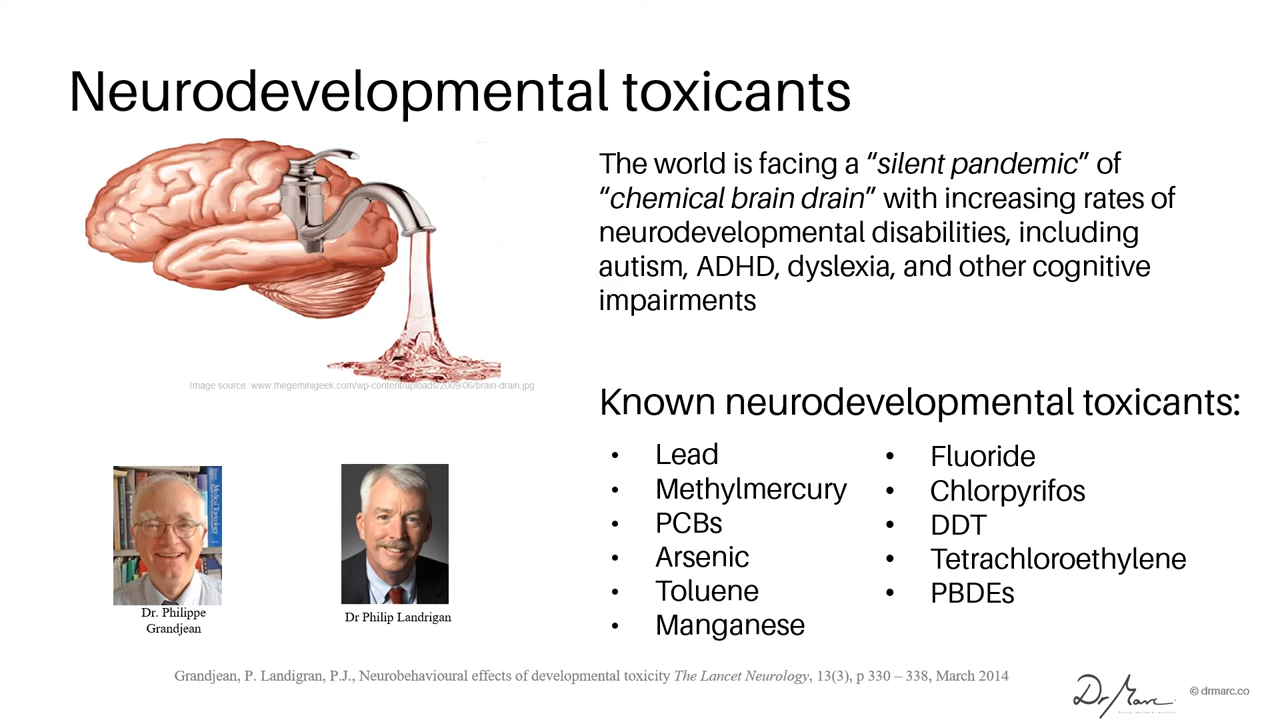 Neurodevelopmental toxicants
The world is facing a “silent pandemic” of
“chemical brain drain” with increasing rates of
neurodevelopmental disabilities, including
autism, ADHD, dyslexia, and other cognitive
impairments
Image source www.thegeminigeek.com/wp-content/uploads/2009/06/brain-drain.jpg
Known neurodevelopmental toxicants:
• Lead
• Methylmercury
• PCBs
• Arsenic
• Toluene
• Manganese
• Fluoride
• Chlorpyrifos
• DDT
• Tetrachloroethylene
• PBDEs
Dr. Philippe
Grandjean
Dr Philip Landrigan
Grandjean, P. Landigran, P.J., Neurobehavioural effects of developmental toxicity The Lancet Neurology, 13(3), p 330 – 338, March 2014
Dr Marc
© drmarc.co